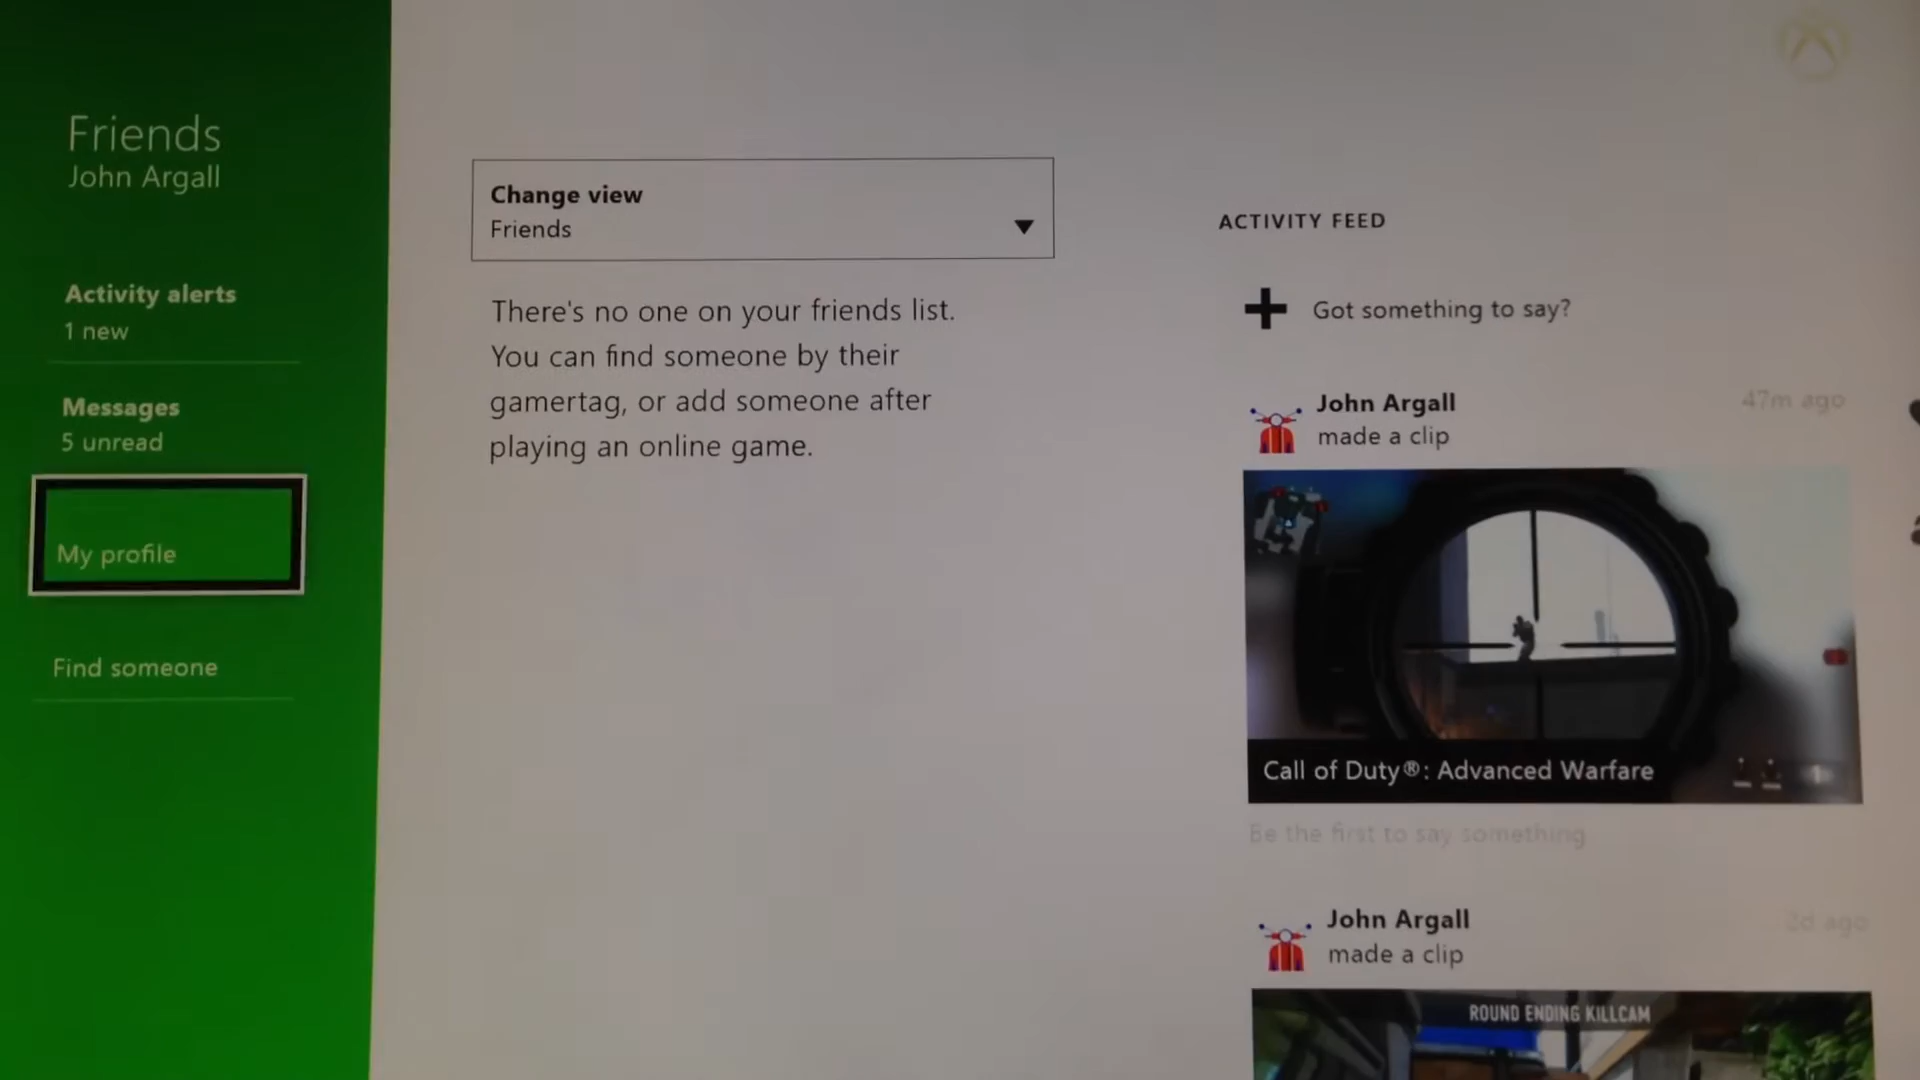 Friends
John Argall
Activity alerts
1 new
Messages
5 unread
My profile
Find someone
Change view
Friends
There's no one on your friends list.
You can find someone by their
gamertag, or add someone after
playing an online game.
ACTIVITY FEED
Got something to say?
John Argall
47m ago
made a clip
Call of Duty®: Advanced Warfare
Be the first to say something
John Argall
2d ago
made a clip
ROUND ENDING KILLCAM